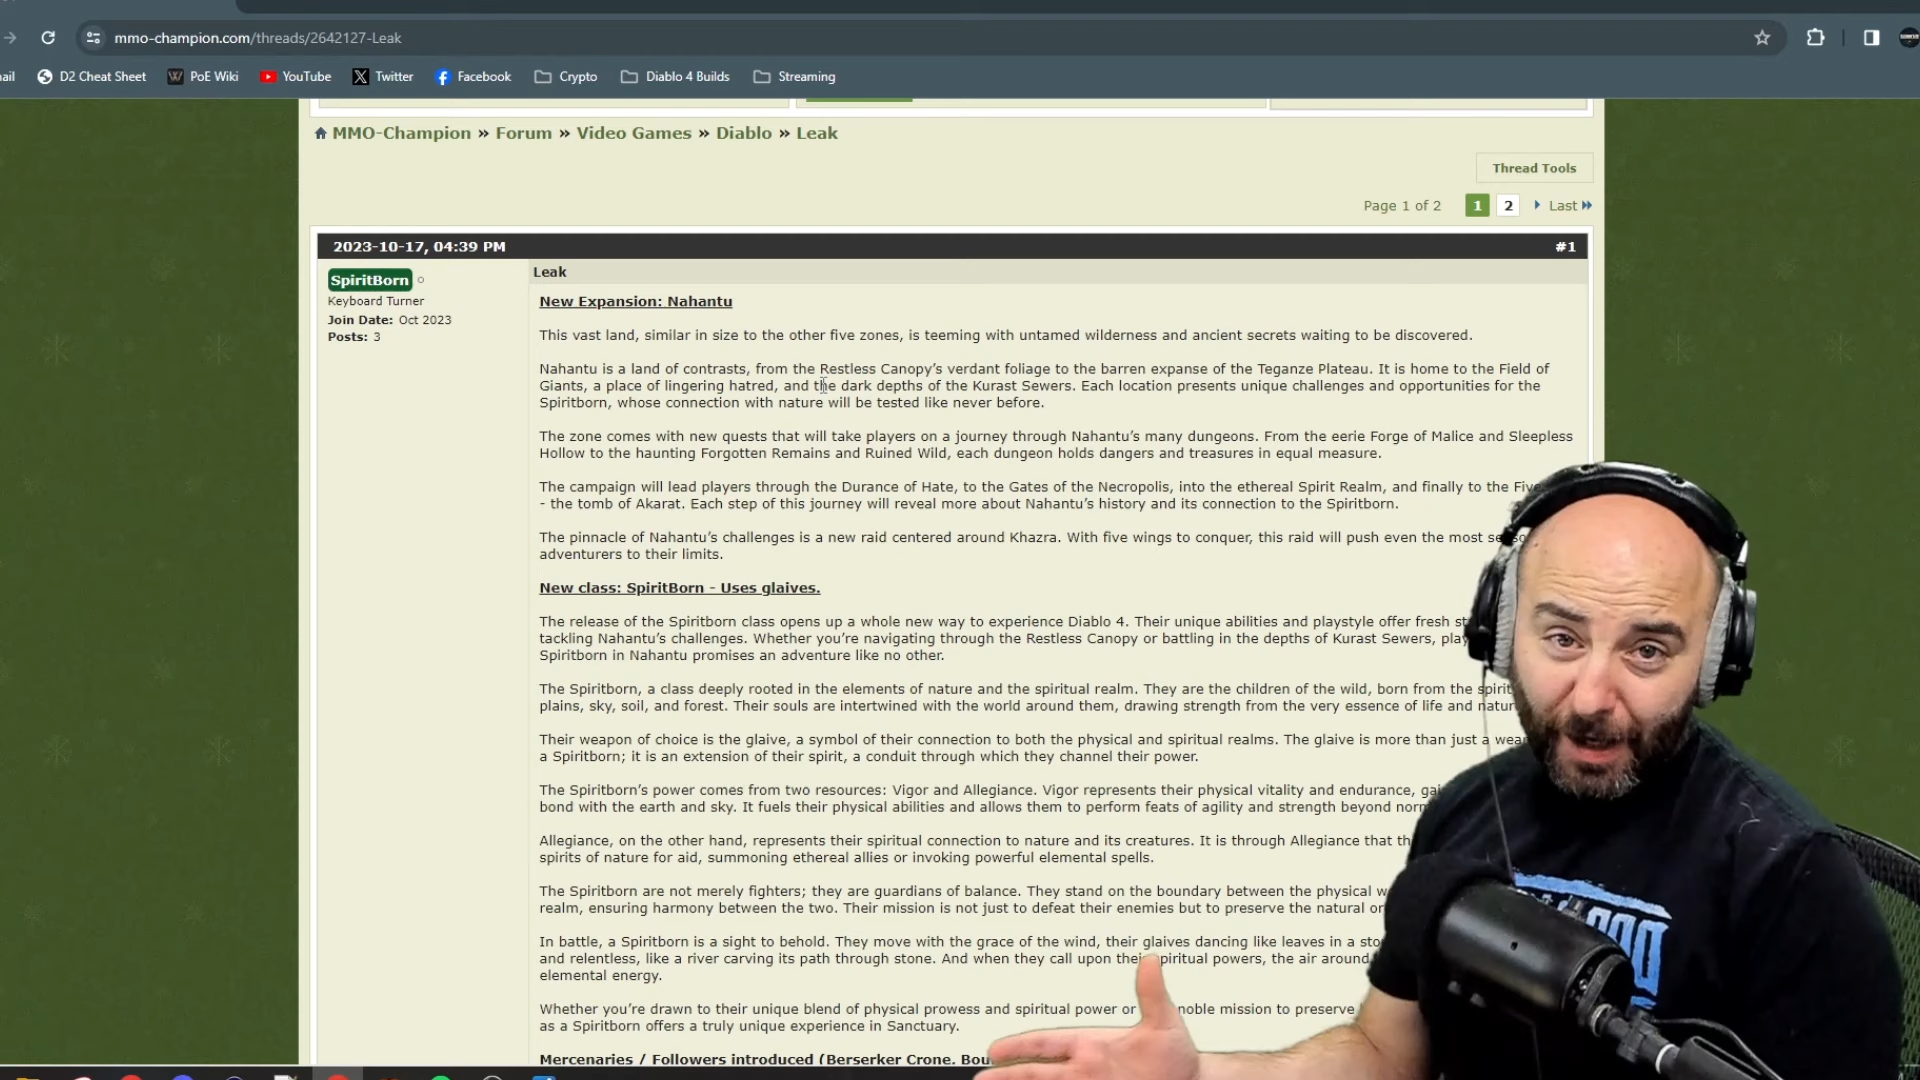 mmo-champion.com/threads/2642127-Leak
ail D2 Cheat Sheet PoE Wiki YouTube Twitter Facebook Crypto Diablo 4 Builds Streaming
MMO-Champion » Forum » Video Games » Diablo » Leak
Thread Tools
Page 1 of 2 1 2 Last
2023-10-17, 04:39 PM #1
SpiritBorn
Keyboard Turner
Join Date: Oct 2023
Posts: 3
Leak
New Expansion: Nahantu
This vast land, similar in size to the other five zones, is teeming with untamed wilderness and ancient secrets waiting to be discovered.
Nahantu is a land of contrasts, from the Restless Canopy’s verdant foliage to the barren expanse of the Teganze Plateau. It is home to the Field of
Giants, a place of lingering hatred, and the dark depths of the Kurast Sewers. Each location presents unique challenges and opportunities for the
Spiritborn, whose connection with nature will be tested like never before.
The zone comes with new quests that will take players on a journey through Nahantu’s many dungeons. From the eerie Forge of Malice and Sleepless
Hollow to the haunting Forgotten Remains and Ruined Wild, each dungeon holds dangers and treasures in equal measure.
The campaign will lead players through the Durance of Hate, to the Gates of the Necropolis, into the ethereal Spirit Realm, and finally to the
- the tomb of Akarat. Each step of this journey will reveal more about Nahantu’s history and its connection to the Spiritborn.
The pinnacle of Nahantu’s challenges is a new raid centered around Khazra. With five wings to conquer, this raid will push even the most
adventurers to their limits.
New class: SpiritBorn - Uses glaives.
The release of the Spiritborn class opens up a whole new way to experience Diablo 4. Their unique abilities and playstyle offer fresh
tackling Nahantu’s challenges. Whether you’re navigating through the Restless Canopy or battling in the depths of Kurast Sewers,
Spiritborn in Nahantu promises an adventure like no other.
The Spiritborn, a class deeply rooted in the elements of nature and the spiritual realm. They are the children of the wild, born from the
plains, sky, soil, and forest. Their souls are intertwined with the world around them, drawing strength from the very essence of life and
Their weapon of choice is the glaive, a symbol of their connection to both the physical and spiritual realms. The glaive is more than just a
a Spiritborn; it is an extension of their spirit, a conduit through which they channel their power.
The Spiritborn’s power comes from two resources: Vigor and Allegiance. Vigor represents their physical vitality and endurance,
bond with the earth and sky. It fuels their physical abilities and allows them to perform feats of agility and strength beyond
Allegiance, on the other hand, represents their spiritual connection to nature and its creatures. It is through Allegiance that
spirits of nature for aid, summoning ethereal allies or invoking powerful elemental spells.
The Spiritborn are not merely fighters; they are guardians of balance. They stand on the boundary between the physical
realm, ensuring harmony between the two. Their mission is not just to defeat their enemies but to preserve the natural
In battle, a Spiritborn is a sight to behold. They move with the grace of the wind, their glaives dancing like leaves in a
and relentless, like a river carving its path through stone. And when they call upon their spiritual powers, the air around
elemental energy.
Whether you’re drawn to their unique blend of physical prowess and spiritual power or noble mission to preserve
as a Spiritborn offers a truly unique experience in Sanctuary.
Mercenaries / Followers introduced (Berserker Crone.